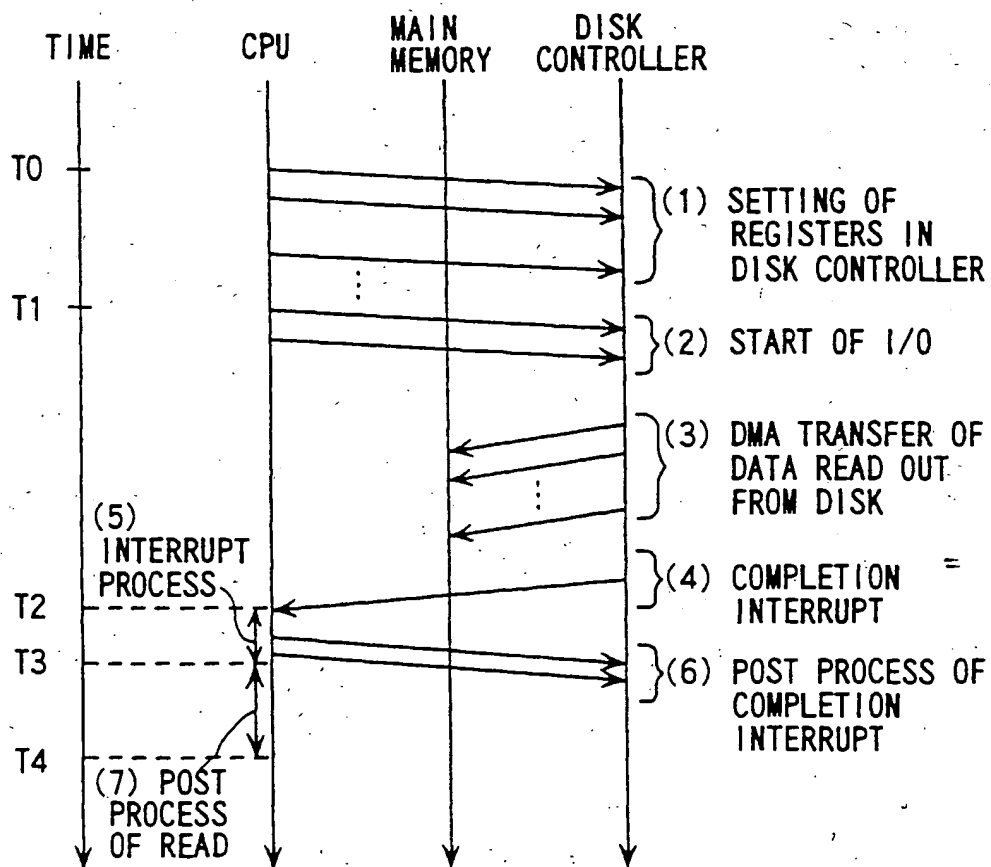 TIME
CPU
MAIN
MEMORY
DISK
CONTROLLER
T0
(1) SETTING OF
REGISTERS IN
DISK CONTROLLER
T1
(2) START OF I/O
(3) DMA TRANSFER OF
DATA READ OUT
FROM DISK
(5)
INTERRUPT
PROCESS
(4) COMPLETION
INTERRUPT
T2
T3
(6) POST PROCESS OF
COMPLETION
INTERRUPT
T4
(7) POST
PROCESS
OF READ